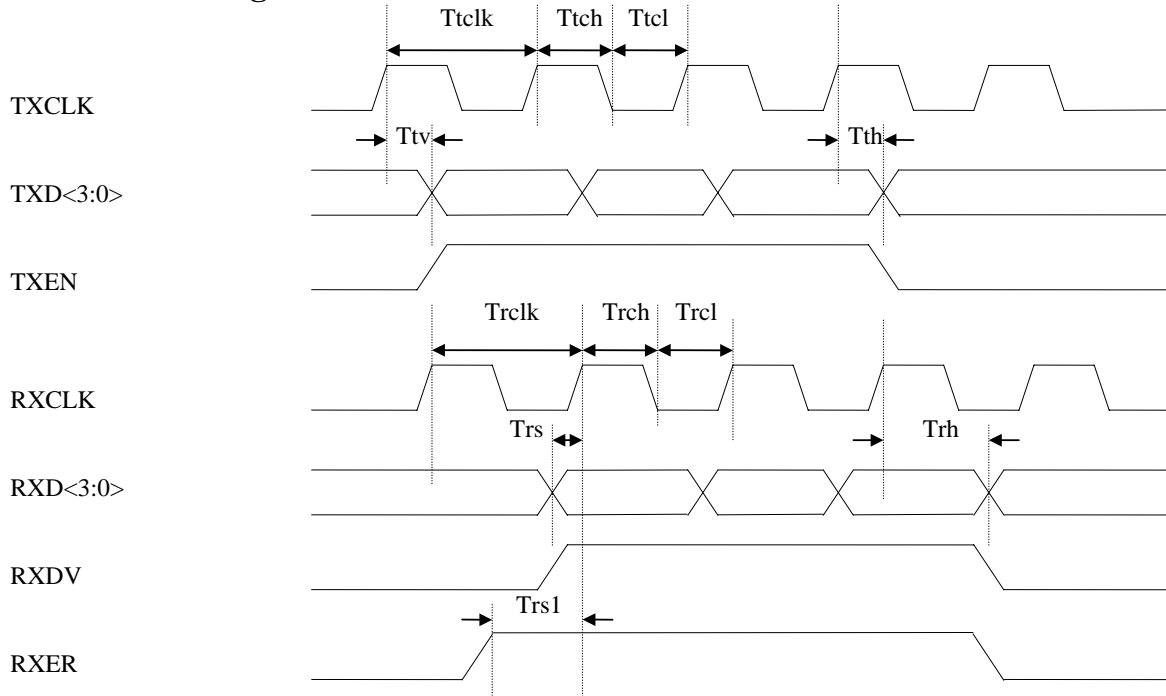 Ttclk Ttch Ttcl
TXCLK
Ttv Tth
TXD<3:0>
TXEN
Trclk Trch Trcl
RXCLK
Trs Trh
RXD<3:0>
RXDV
Trs1
RXER